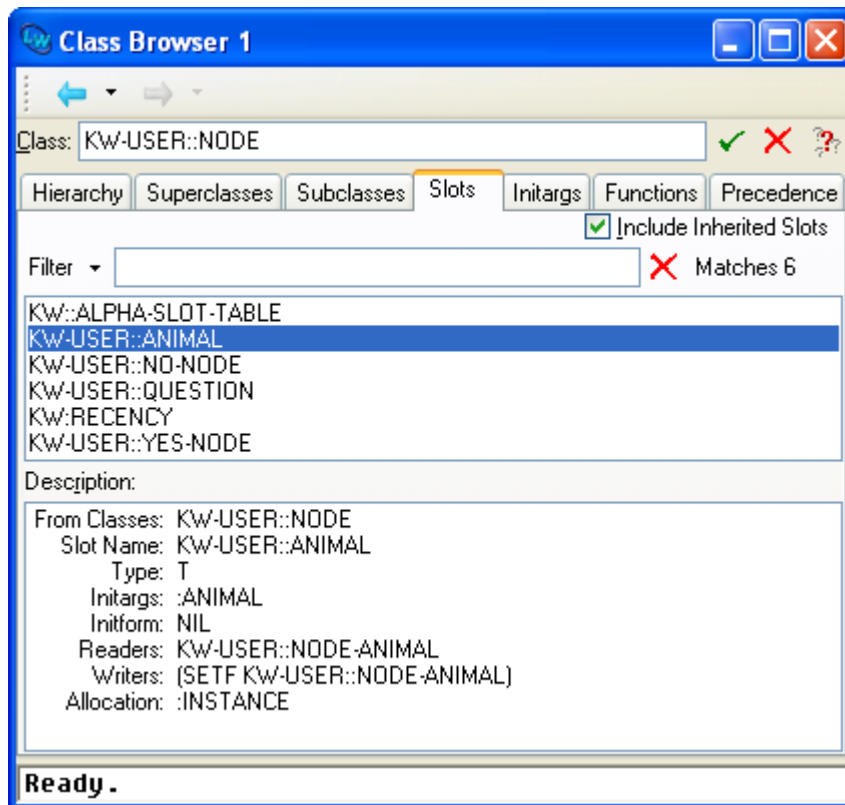 Class Browser 1
Class: KW-USER::NODE
Hierarchy Superclasses Subclasses Slots Initargs Functions Precedence
Include Inherited Slots
Filter Matches 6
KW::ALPHA-SLOT-TABLE
KW-USER::ANIMAL
KW-USER::NO-NODE
KW-USER::QUESTION
KW:RECENCY
KW-USER::YES-NODE
Description:
From Classes: KW-USER::NODE
Slot Name: KW-USER::ANIMAL
Type: T
Initargs: :ANIMAL
Initform: NIL
Readers: KW-USER::NODE-ANIMAL
Writers: (SETF KW-USER::NODE-ANIMAL)
Allocation: :INSTANCE
Ready.